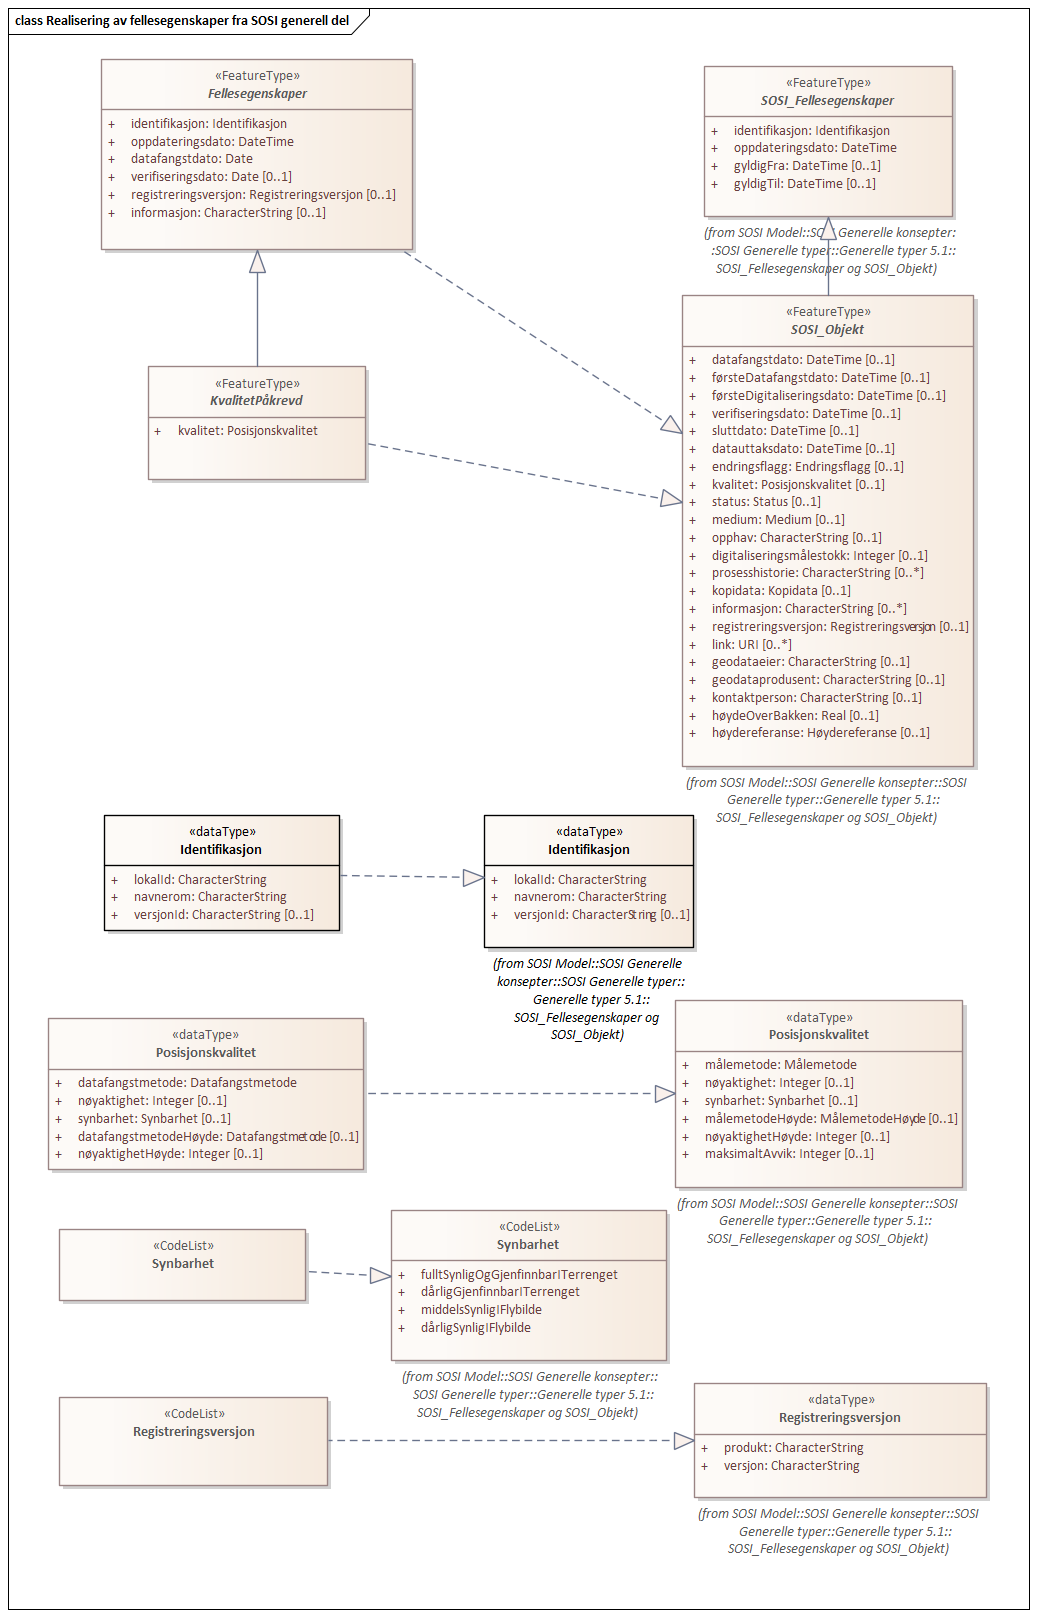 class Realisering av fellesegenskaper fra SOSI generell del
«FeatureType»
Fellesegenskaper
+ identifikasjon: Identifikasjon
+ oppdateringsdato: DateTime
+ datafangstdato: Date
+ verifiseringsdato: Date [0..1]
+ registreringsversjon: Registreringsversjon [0..1]
+ informasjon: CharacterString [0..1]
«FeatureType»
SOSI_Fellesegenskaper
+ identifikasjon: Identifikasjon
+ oppdateringsdato: DateTime
+ gyldigFra: DateTime [0..1]
+ gyldigTil: DateTime [0..1]
(from SOSI Model::SOSI Generelle konsepter:
:SOSI Generelle typer::Generelle typer 5.1::
SOSI_Fellesegenskaper og SOSI_Objekt)
«FeatureType»
KvalitetPåkrevd
+ kvalitet: Posisjonskvalitet
«FeatureType»
SOSI_Objekt
+ datafangstdato: DateTime [0..1]
+ førsteDatafangstdato: DateTime [0..1]
+ førsteDigitaliseringsdato: DateTime [0..1]
+ verifiseringsdato: DateTime [0..1]
+ sluttdato: DateTime [0..1]
+ datauttaksdato: DateTime [0..1]
+ endringsflagg: Endringsflagg [0..1]
+ kvalitet: Posisjonskvalitet [0..1]
+ status: Status [0..1]
+ medium: Medium [0..1]
+ opphav: CharacterString [0..1]
+ digitaliseringsmålestokk: Integer [0..1]
+ prosesshistorie: CharacterString [0..*]
+ kopidata: Kopidata [0..1]
+ informasjon: CharacterString [0..*]
+ registreringsversjon: Registreringsversjon [0..1]
+ link: URI [0..*]
+ geodataeier: CharacterString [0..1]
+ geodataprodusent: CharacterString [0..1]
+ kontaktperson: CharacterString [0..1]
+ høydeOverBakken: Real [0..1]
+ høydereferanse: Høydereferanse [0..1]
(from SOSI Model::SOSI Generelle konsepter::SOSI
Generelle typer::Generelle typer 5.1::
SOSI_Fellesegenskaper og SOSI_Objekt)
«dataType»
Identifikasjon
+ lokalId: CharacterString
+ navnerom: CharacterString
+ versjonId: CharacterString [0..1]
«dataType»
Identifikasjon
+ lokalId: CharacterString
+ navnerom: CharacterString
+ versjonId: CharacterString [0..1]
(from SOSI Model::SOSI Generelle
konsepter::SOSI Generelle typer::
Generelle typer 5.1::
SOSI_Fellesegenskaper og
SOSI_Objekt)
«dataType»
Posisjonskvalitet
+ datafangstmetode: Datafangstmetode
+ nøyaktighet: Integer [0..1]
+ synbarhet: Synbarhet [0..1]
+ datafangstmetodeHøyde: Datafangstmetode [0..1]
+ nøyaktighetHøyde: Integer [0..1]
«dataType»
Posisjonskvalitet
+ målemetode: Målemetode
+ nøyaktighet: Integer [0..1]
+ synbarhet: Synbarhet [0..1]
+ målemetodeHøyde: MålemetodeHøyde [0..1]
+ nøyaktighetHøyde: Integer [0..1]
+ maksimaltAvvik: Integer [0..1]
(from SOSI Model::SOSI Generelle konsepter::SOSI
Generelle typer::Generelle typer 5.1::
SOSI_Fellesegenskaper og SOSI_Objekt)
«CodeList»
Synbarhet
«CodeList»
Synbarhet
+ fulltSynligOgGjenfinnbarITerrenget
+ dårligGjenfinnbarITerrenget
+ middelsSynligIFlybilde
+ dårligSynligIFlybilde
(from SOSI Model::SOSI Generelle konsepter::
SOSI Generelle typer::Generelle typer 5.1::
SOSI_Fellesegenskaper og SOSI_Objekt)
«CodeList»
Registreringsversjon
«dataType»
Registreringsversjon
+ produkt: CharacterString
+ versjon: CharacterString
(from SOSI Model::SOSI Generelle konsepter::SOSI
Generelle typer::Generelle typer 5.1::
SOSI_Fellesegenskaper og SOSI_Objekt)